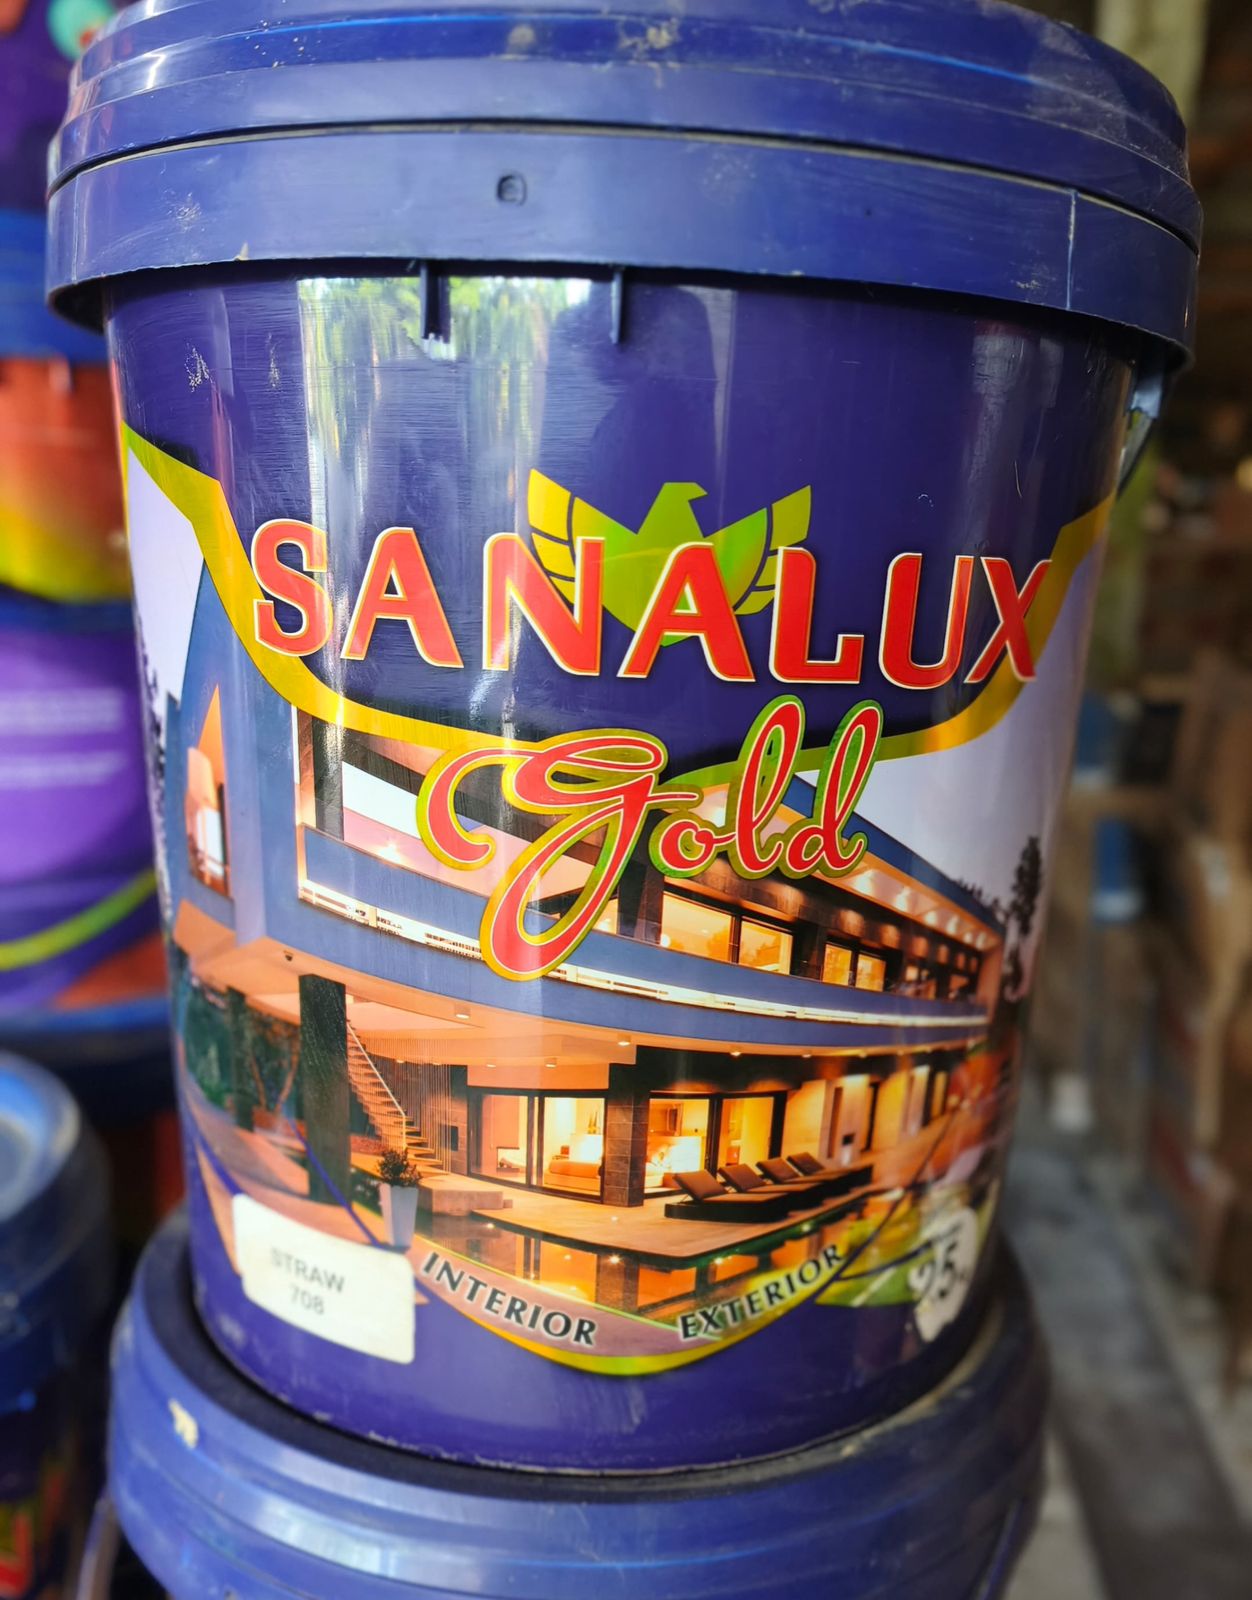 SANALUX
Gold
INTERIOR EXTERIOR
STRAW
708